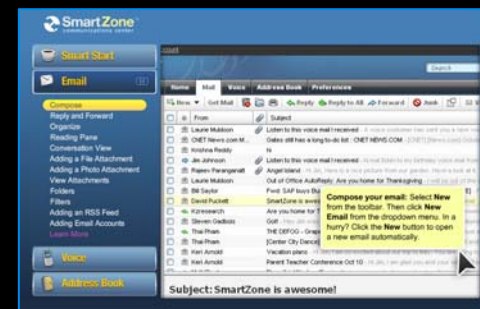 SmartZone
communications center
Smart Start
Email
Compose
Reply and Forward
Organize
Reading Pane
Conversation View
Adding a File Attachment
Adding a Photo Attachment
View Attachments
Folders
Filters
Adding an RSS Feed
Adding Email Accounts
Learn More
Voice
Address Book
Search
Home Mail Voice Address Book Preferences
New Get Mail Reply Reply to All Forward Junk
From Subject
Laurie Muldoon Listen to this voice mail I received
CNET News.com M... Gates still has a long to-do list
Krishna Reddy N
Jim Johnson Listen to this voice mail I received
Rajeev Paranganalt Angel Island
Laurie Muldoon Out of Office AutoReply: Are you home for Thanksgiving
Bill Saylor Fwd: SAP buys Bu
David Puckett SmartZone is awes
Kzresearch Are you home for T
Steven Gadbois Golf
Thai Pham THE DEFOG - Grape
Thai Pham [Center City Dance]
Keri Arnold Vacation plans
Keri Arnold Parent Teacher Conference Oct 10
Compose your email: Select New
from the toolbar. Then click New
Email from the dropdown menu. In a
hurry? Click the New button to open
a new email automatically.
Subject: SmartZone is awesome!